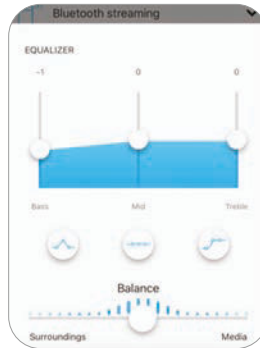 Bluetooth streaming
EQUALIZER
-1 0 0
Bass Mid Treble
Balance
Surroundings Media